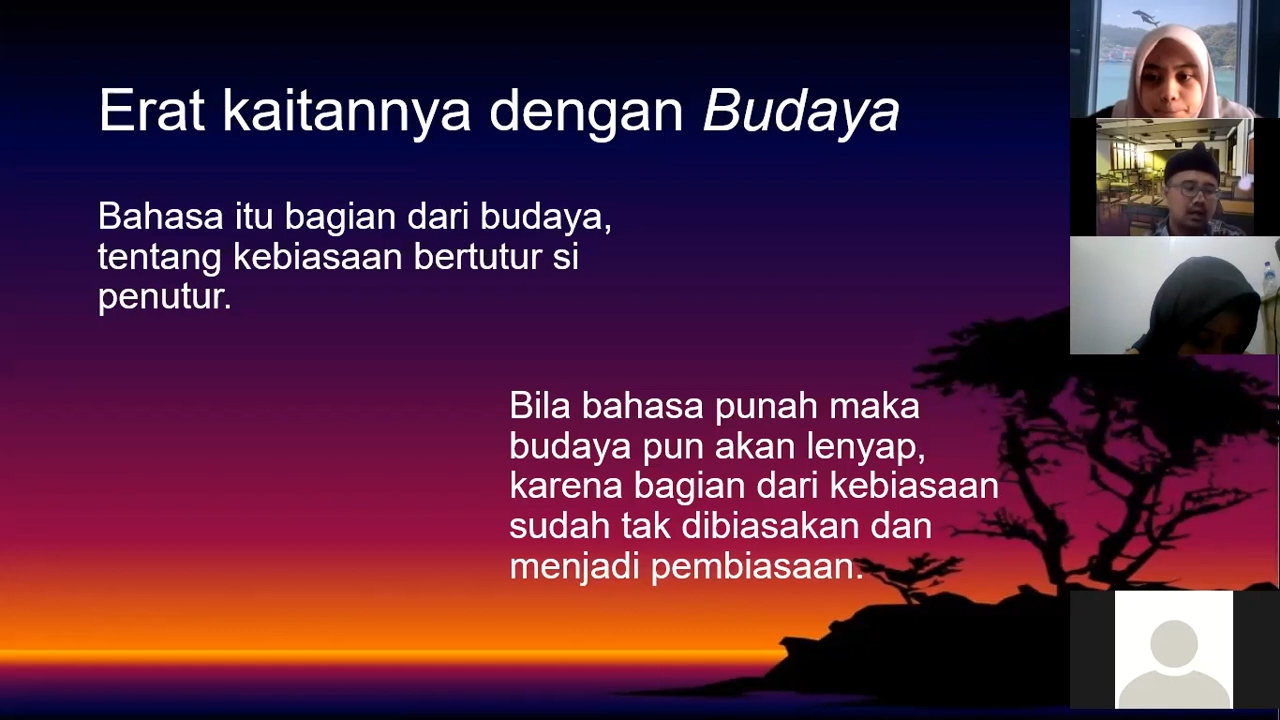 Erat kaitannya dengan Budaya
Bahasa itu bagian dari budaya,
tentang kebiasaan bertutur si
penutur.
Bila bahasa punah maka
budaya pun akan lenyap,
karena bagian dari kebiasaan
sudah tak dibiasakan dan
menjadi pembiasaan.